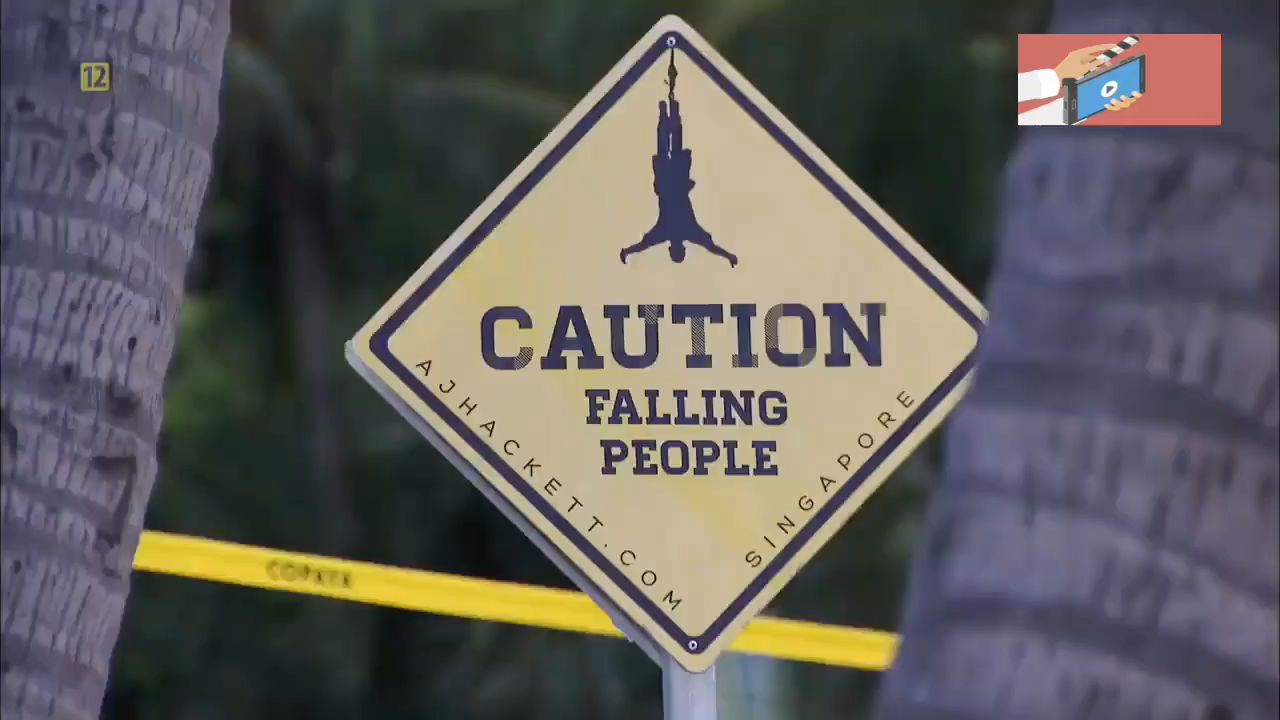 12
CAUTION
FALLING
PEOPLE
AJHACKETT.COM
SINGAPORE